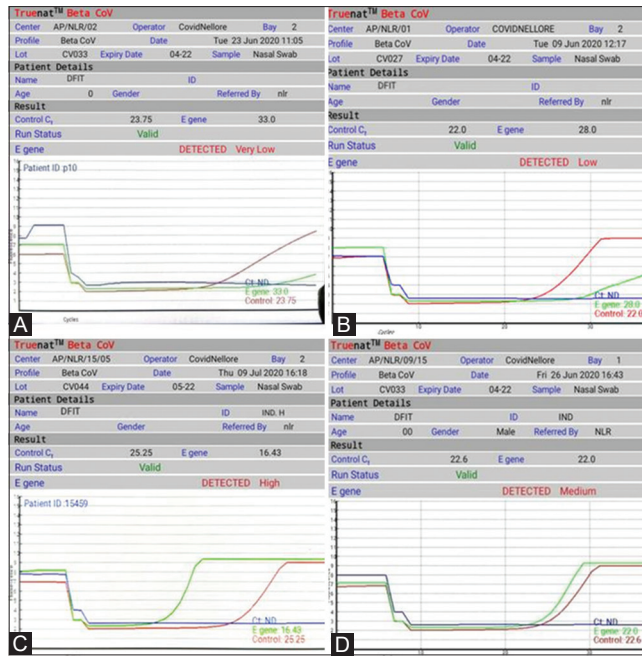 Truenat™ Beta CoV
Center AP/NLR/02 Operator CovidNellore Bay 2
Profile Beta CoV Date Tue 23 Jun 2020 11:05
Lot CV033 Expiry Date 04-22 Sample Nasal Swab
Patient Details
Name DFIT ID
Age 0 Gender Referred By nlr
Result
Control Ct 23.75 E gene 33.0
Run Status Valid
E gene DETECTED Very Low
Patient ID :p10
Ct: ND
E gene: 33.0
Control: 23.75
Cycles
A
Truenat™ Beta CoV
Center AP/NLR/01 Operator COVIDNELLORE Bay 2
Profile Beta CoV Date Tue 09 Jun 2020 12:17
Lot CV027 Expiry Date 04-22 Sample Nasal Swab
Patient Details
Name DFIT ID
Age Gender Referred By nlr
Result
Control Ct 22.0 E gene 28.0
Run Status Valid
E gene DETECTED Low
Ct: ND
E gene: 28.0
Control: 22.0
10 20 30
Cycles
B
Truenat™ Beta CoV
Center AP/NLR/15/05 Operator CovidNellore Bay 2
Profile Beta CoV Date Thu 09 Jul 2020 16:18
Lot CV044 Expiry Date 05-22 Sample Nasal Swab
Patient Details
Name DFIT ID IND. H
Age Gender Referred By nlr
Result
Control Ct 25.25 E gene 16.43
Run Status Valid
E gene DETECTED High
Patient ID :15459
Ct: ND
E gene: 16.43
Control: 25.25
C
Truenat™ Beta CoV
Center AP/NLR/09/15 Operator CovidNellore Bay 1
Profile Beta CoV Date Fri 26 Jun 2020 16:43
Lot CV033 Expiry Date 04-22 Sample Nasal Swab
Patient Details
Name DFIT ID IND
Age 00 Gender Male Referred By NLR
Result
Control Ct 22.6 E gene 22.0
Run Status Valid
E gene DETECTED Medium
Ct: ND
E gene: 22.0
Control: 22.6
10 20 30
D